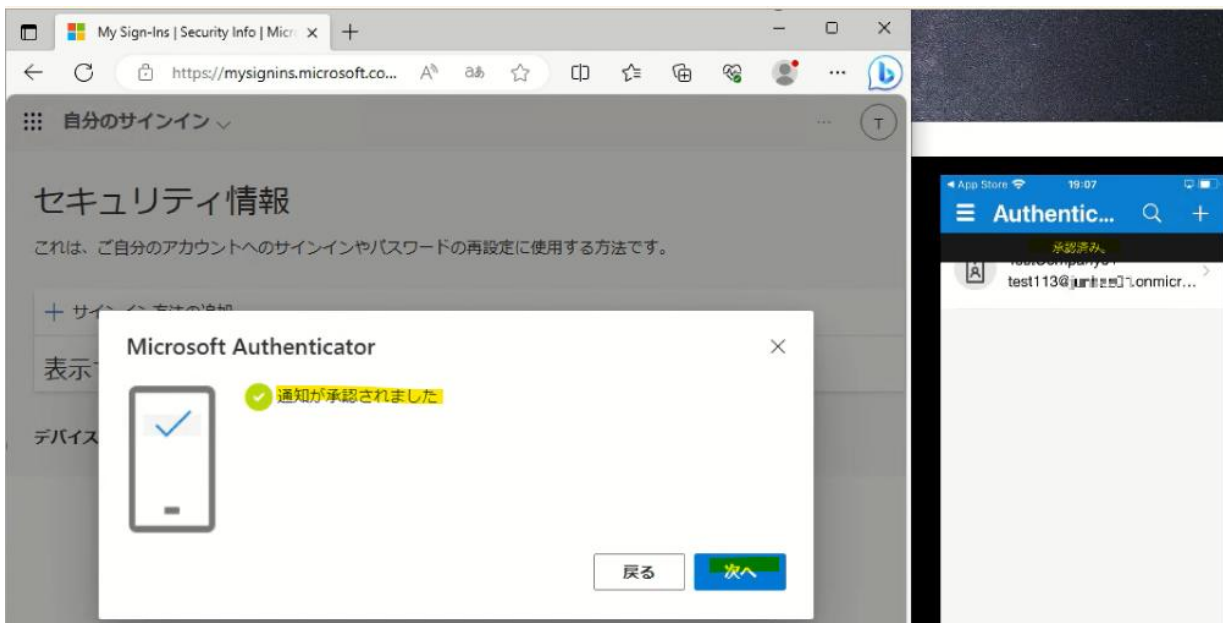 My Sign-Ins | Security Info | Micr
https://mysignins.microsoft.co...
自分のサインイン
T
セキュリティ情報
これは、ご自分のアカウントへのサインインやパスワードの再設定に使用する方法です。
表示
デバイス
Microsoft Authenticator
通知が承認されました
戻る
次へ
App Store
19:07
Authentic...
承認済み。